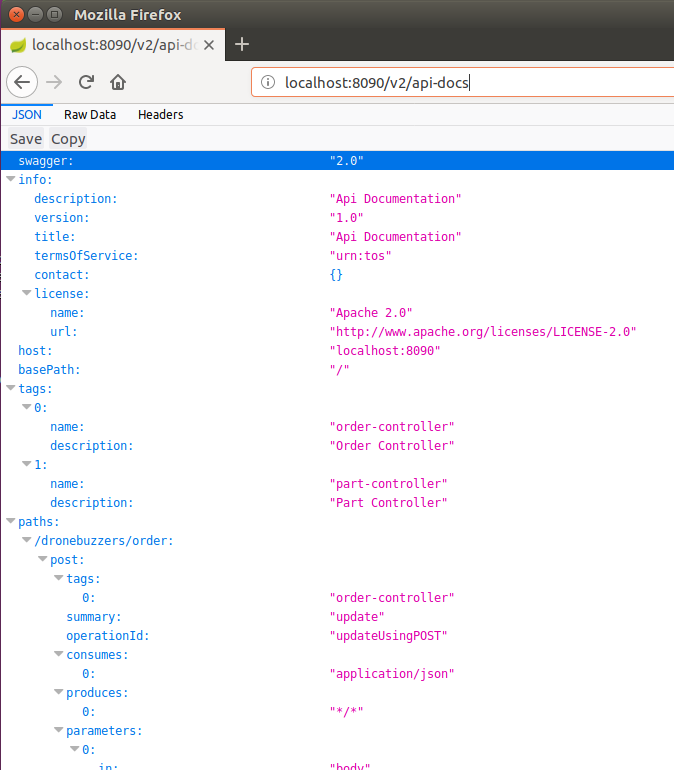 Mozilla Firefox
localhost:8090/v2/api-do
localhost:8090/v2/api-docs
JSON Raw Data Headers
Save Copy
swagger: "2.0"
info:
description: "Api Documentation"
version: "1.0"
title: "Api Documentation"
termsOfService: "urn:tos"
contact: {}
license:
name: "Apache 2.0"
url: "http://www.apache.org/licenses/LICENSE-2.0"
host: "localhost:8090"
basePath: "/"
tags:
0:
name: "order-controller"
description: "Order Controller"
1:
name: "part-controller"
description: "Part Controller"
paths:
/dronebuzzers/order:
post:
tags:
0: "order-controller"
summary: "update"
operationId: "updateUsingPOST"
consumes:
0: "application/json"
produces:
0: "*/*"
parameters:
0:
in: "body"